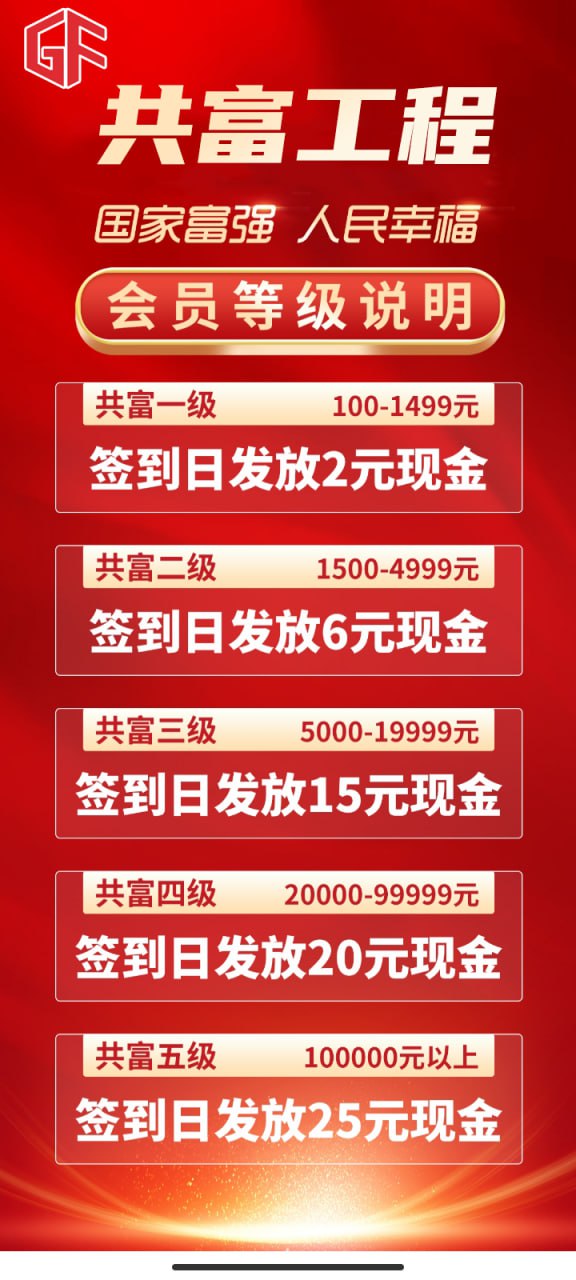 GF
共富工程
国家富强 人民幸福
会员等级说明
共富一级 100-1499元
签到日发放2元现金
共富二级 1500-4999元
签到日发放6元现金
共富三级 5000-19999元
签到日发放15元现金
共富四级 20000-99999元
签到日发放20元现金
共富五级 100000元以上
签到日发放25元现金